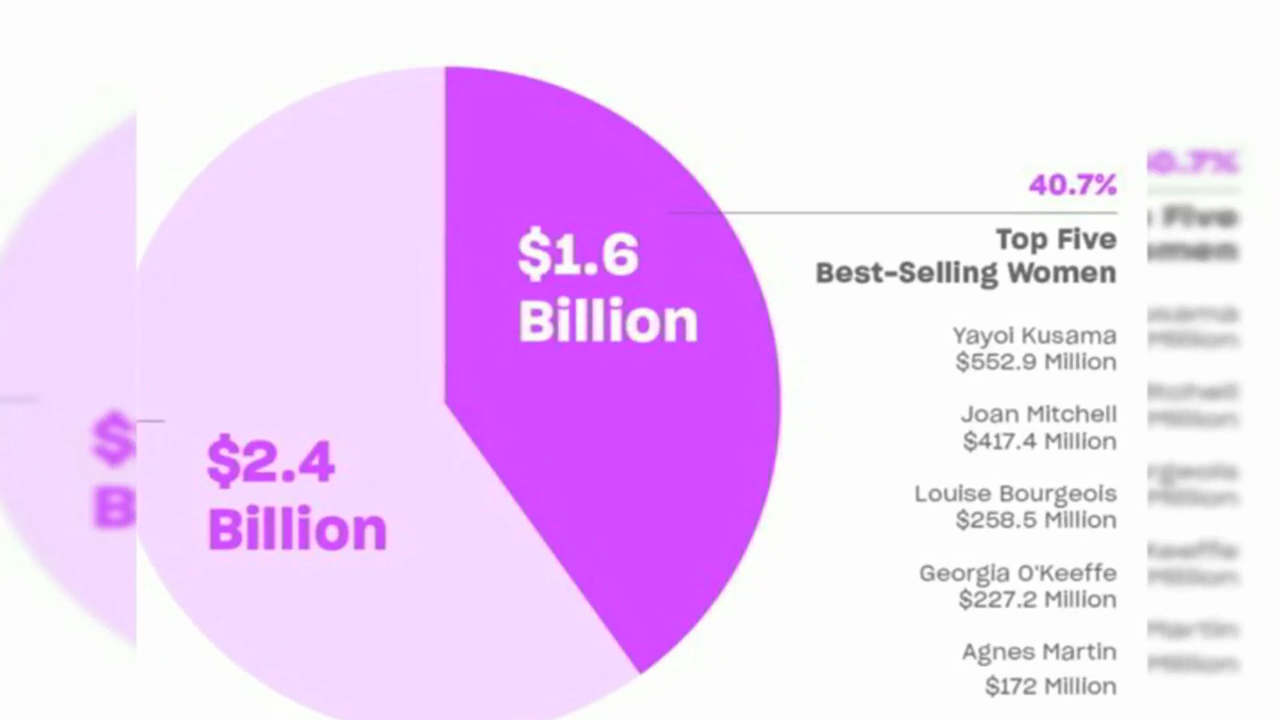 40.7%
Top Five
Best-Selling Women
$1.6
Billion
$2.4
Billion
Yayoi Kusama
$552.9 Million
Joan Mitchell
$417.4 Million
Louise Bourgeois
$258.5 Million
Georgia O'Keeffe
$227.2 Million
Agnes Martin
$172 Million